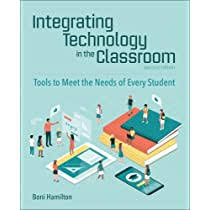 Integrating
Technology
in the
Classroom
SECOND EDITION
Tools to Meet the Needs of Every Student
Boni Hamilton